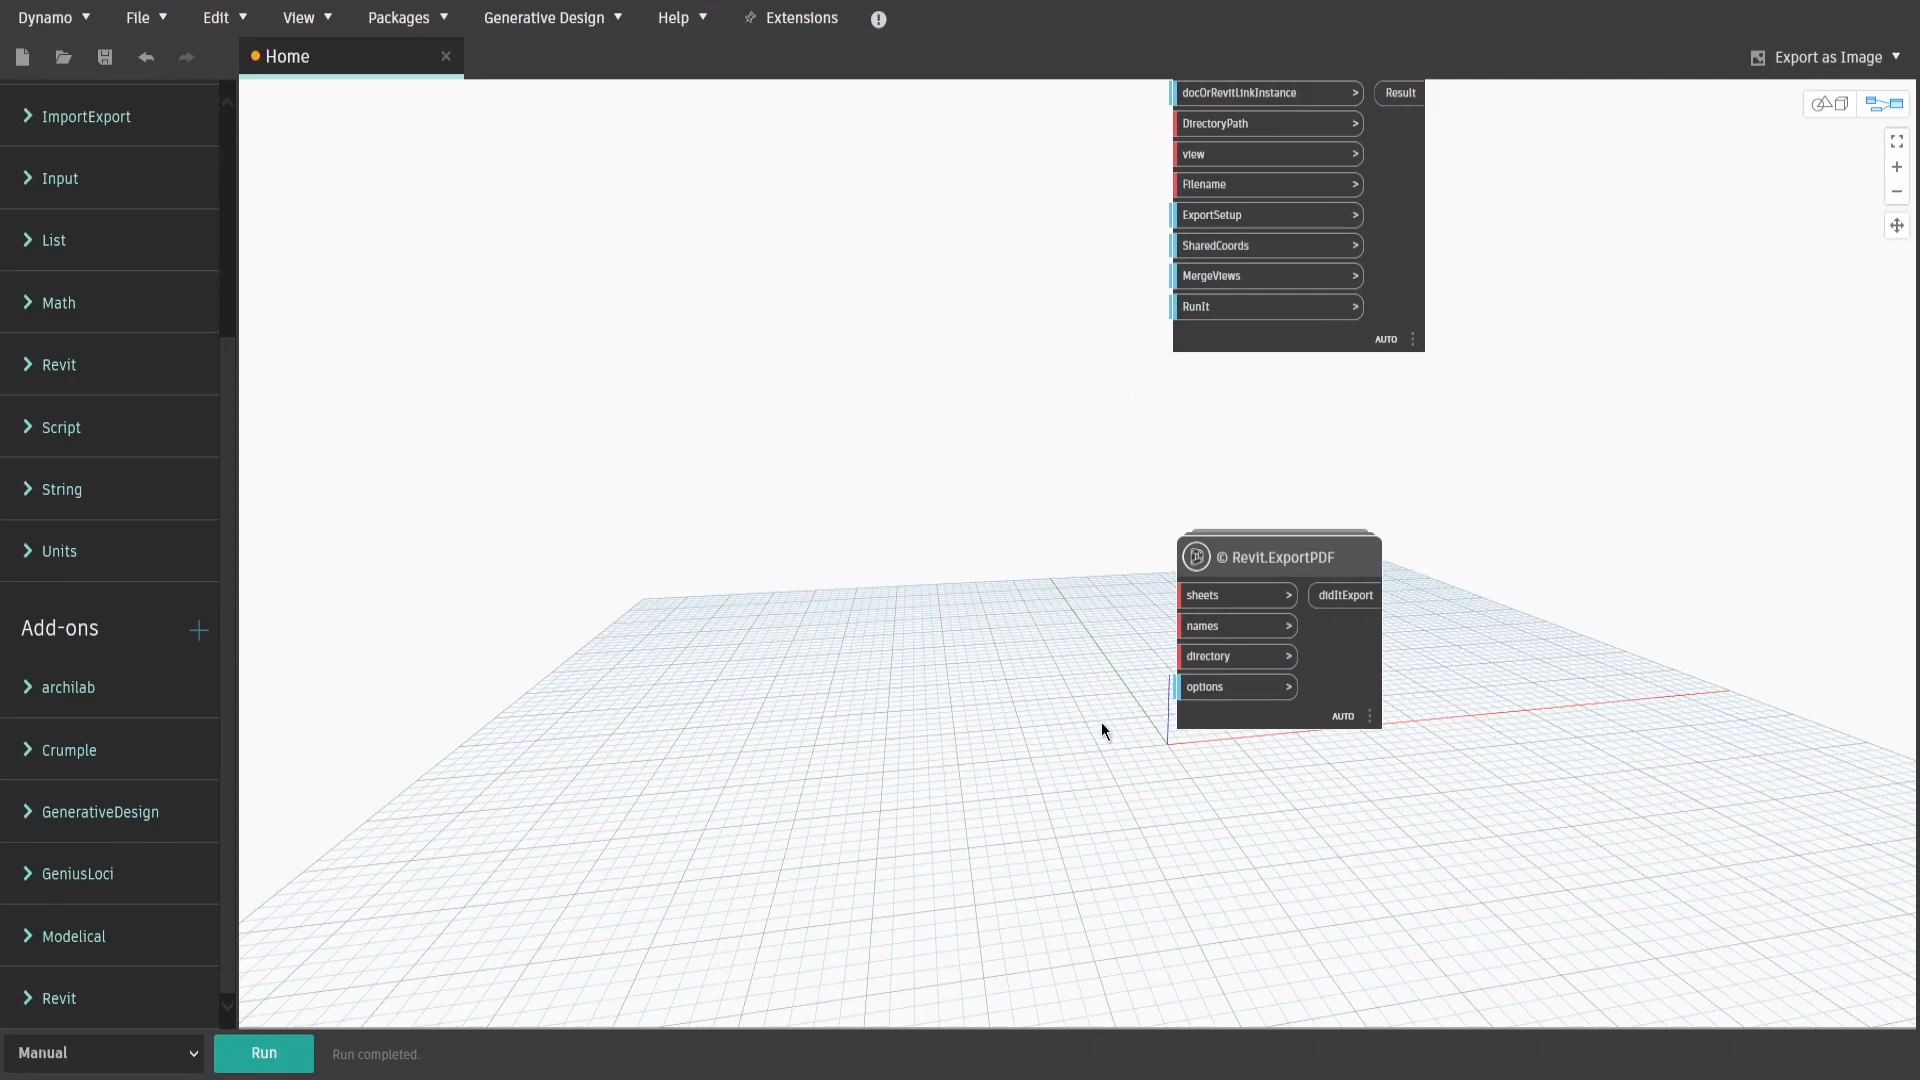 Dynamo File Edit View Packages Generative Design Help Extensions
Home
Export as Image
ImportExport
Input
List
Math
Revit
Script
String
Units
Add-ons
archilab
Crumple
GenerativeDesign
GeniusLoci
Modelical
Revit
docOrRevitLinkInstance > Result
DirectoryPath >
view >
Filename >
ExportSetup >
SharedCoords >
MergeViews >
RunIt >
AUTO
© Revit.ExportPDF
sheets > didItExport
names >
directory >
options >
AUTO
Manual Run Run completed.